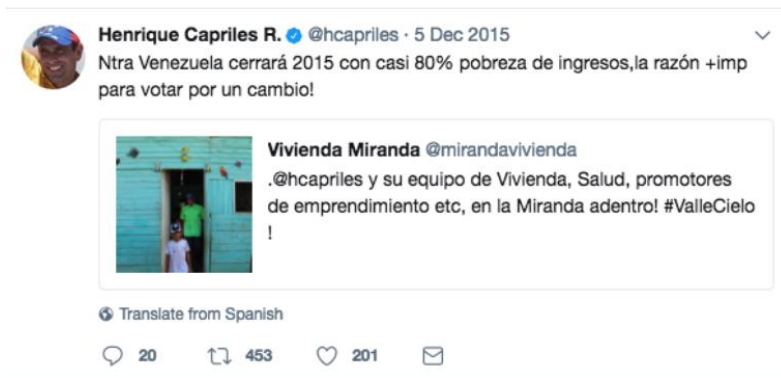 Henrique Capriles R. @hcapriles · 5 Dec 2015
Ntra Venezuela cerrará 2015 con casi 80% pobreza de ingresos,la razón +imp
para votar por un cambio!
Vivienda Miranda @mirandavivienda
.@hcapriles y su equipo de Vivienda, Salud, promotores
de emprendimiento etc, en la Miranda adentro! #ValleCielo
!
Translate from Spanish
20 453 201